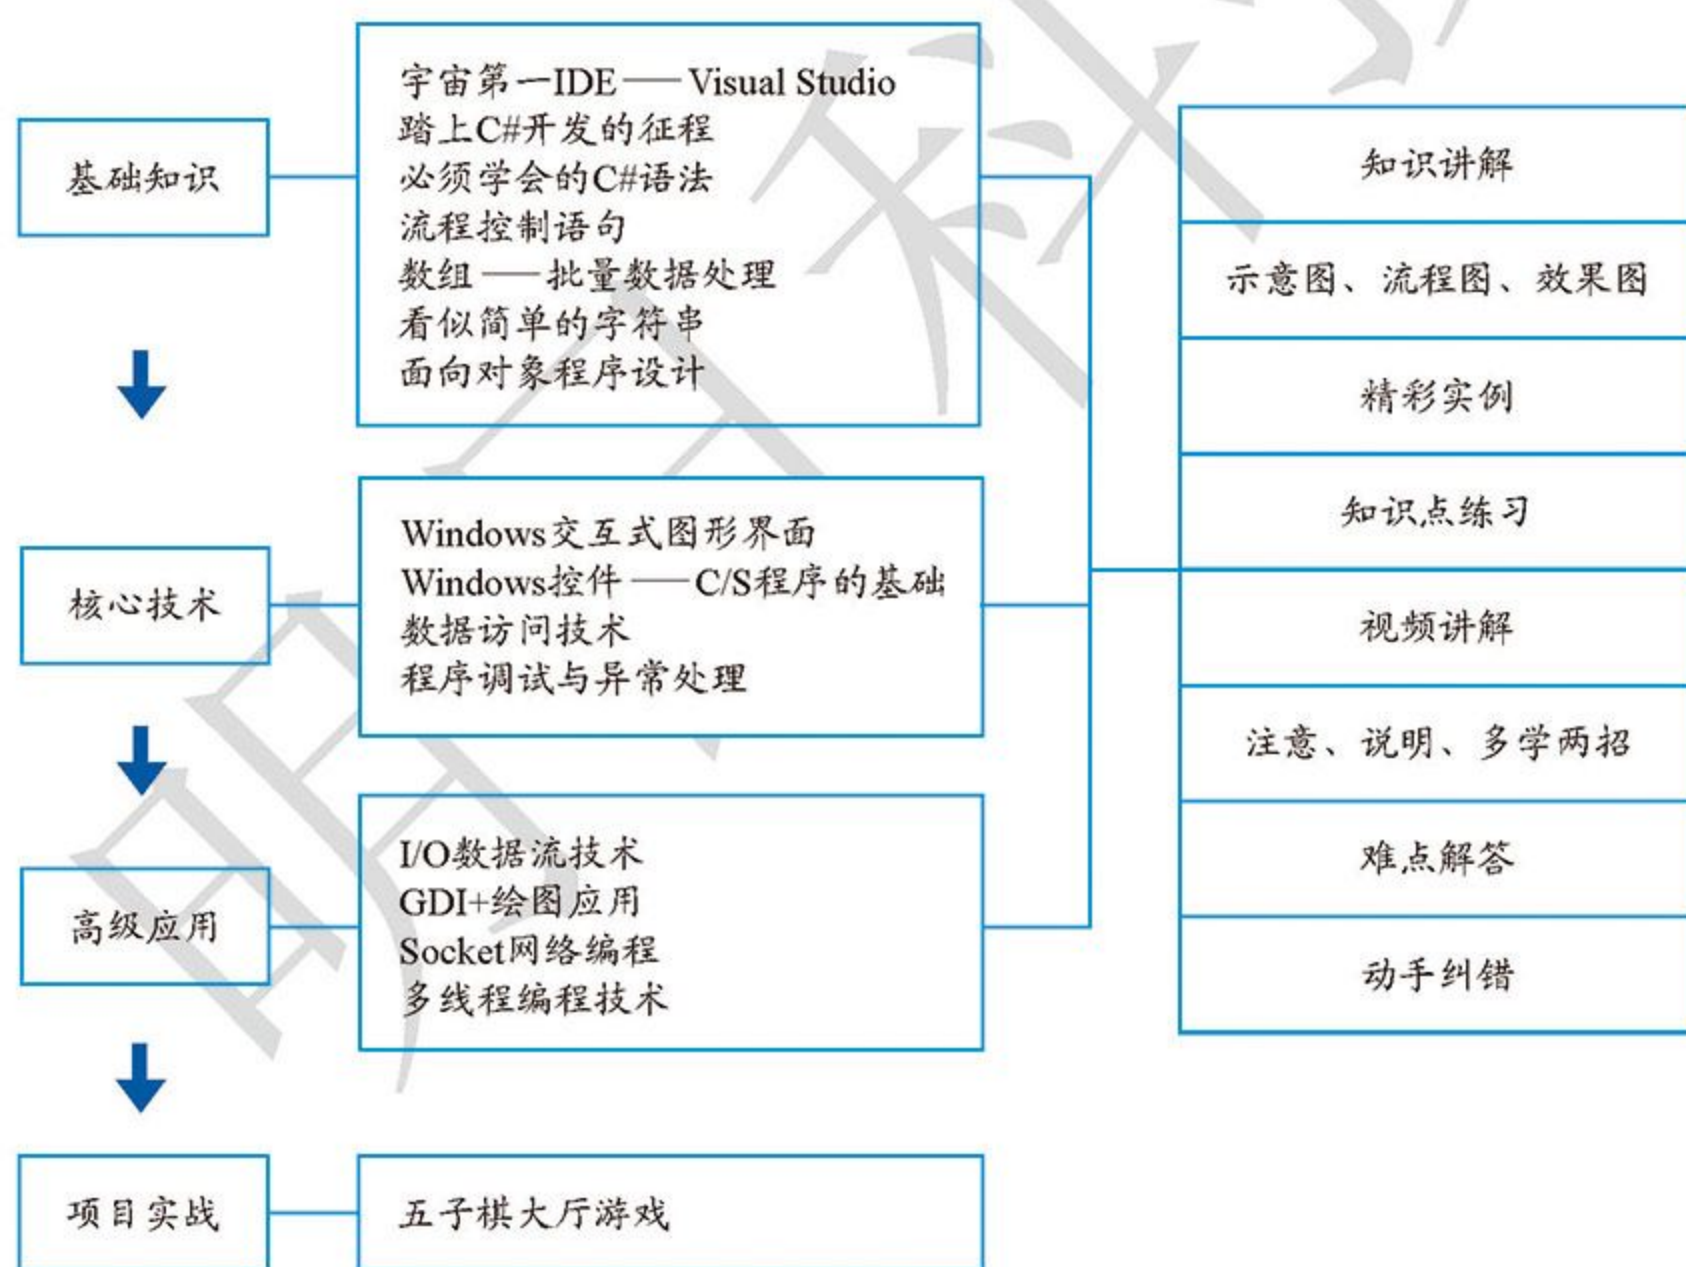 基础知识
宇宙第一IDE——Visual Studio
踏上C#开发的征程
必须学会的C#语法
流程控制语句
数组——批量数据处理
看似简单的字符串
面向对象程序设计
核心技术
Windows交互式图形界面
Windows控件——C/S程序的基础
数据访问技术
程序调试与异常处理
高级应用
I/O数据流技术
GDI+绘图应用
Socket网络编程
多线程编程技术
项目实战
五子棋大厅游戏
知识讲解
示意图、流程图、效果图
精彩实例
知识点练习
视频讲解
注意、说明、多学两招
难点解答
动手纠错